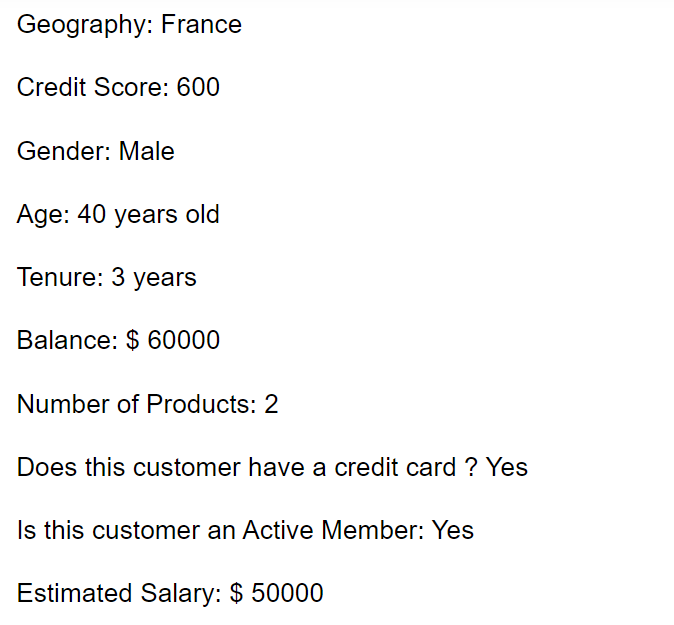 Geography: France
Credit Score: 600
Gender: Male
Age: 40 years old
Tenure: 3 years
Balance: $ 60000
Number of Products: 2
Does this customer have a credit card ? Yes
Is this customer an Active Member: Yes
Estimated Salary: $ 50000